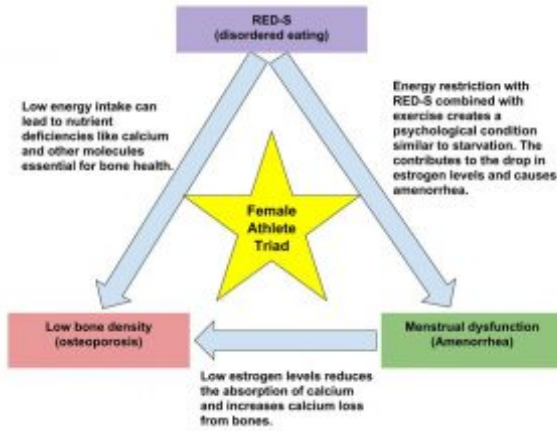 RED-S
(disordered eating)
Low energy intake can
lead to nutrient
deficiencies like calcium
and other molecules
essential for bone health.
Energy restriction with
RED-S combined with
exercise creates a
psychological condition
similar to starvation. The
contributes to the drop in
estrogen levels and causes
amenorrhea.
Female
Athlete
Triad
Low bone density
(osteoporosis)
Menstrual dysfunction
(Amenorrhea)
Low estrogen levels reduces
the absorption of calcium
and increases calcium loss
from bones.